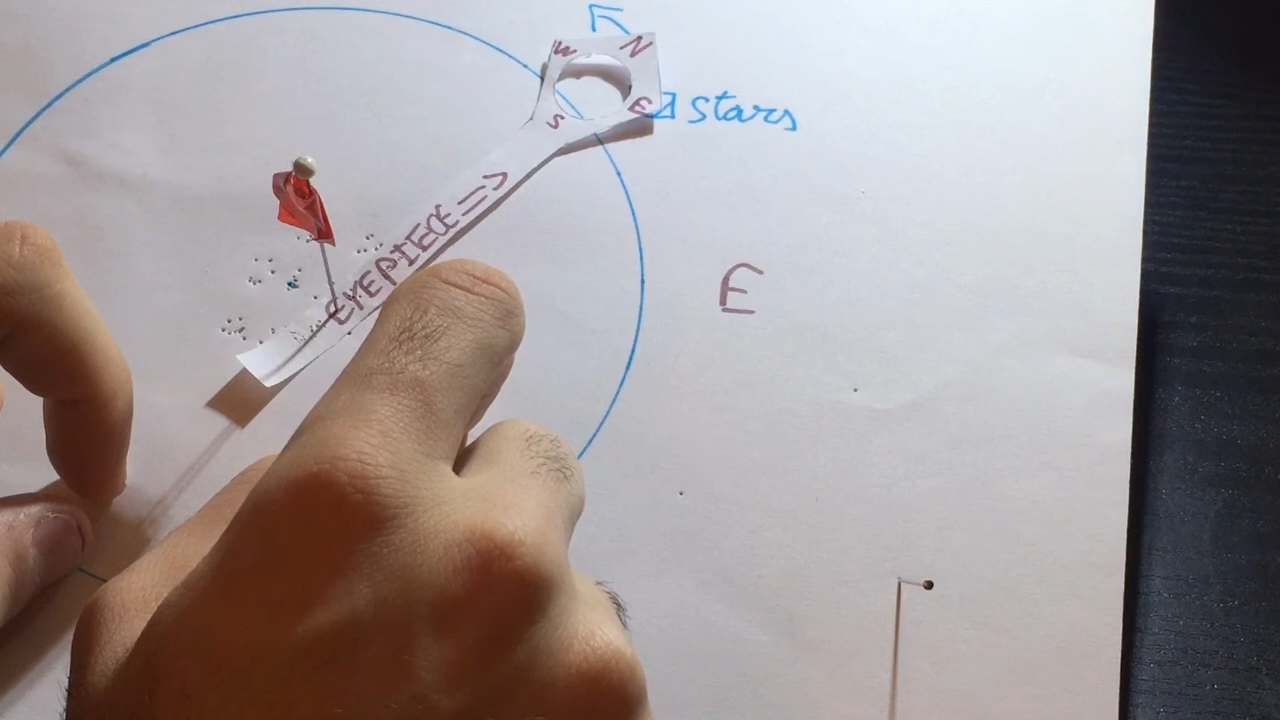 W N
S E
stars
EYEPIECE =>
E